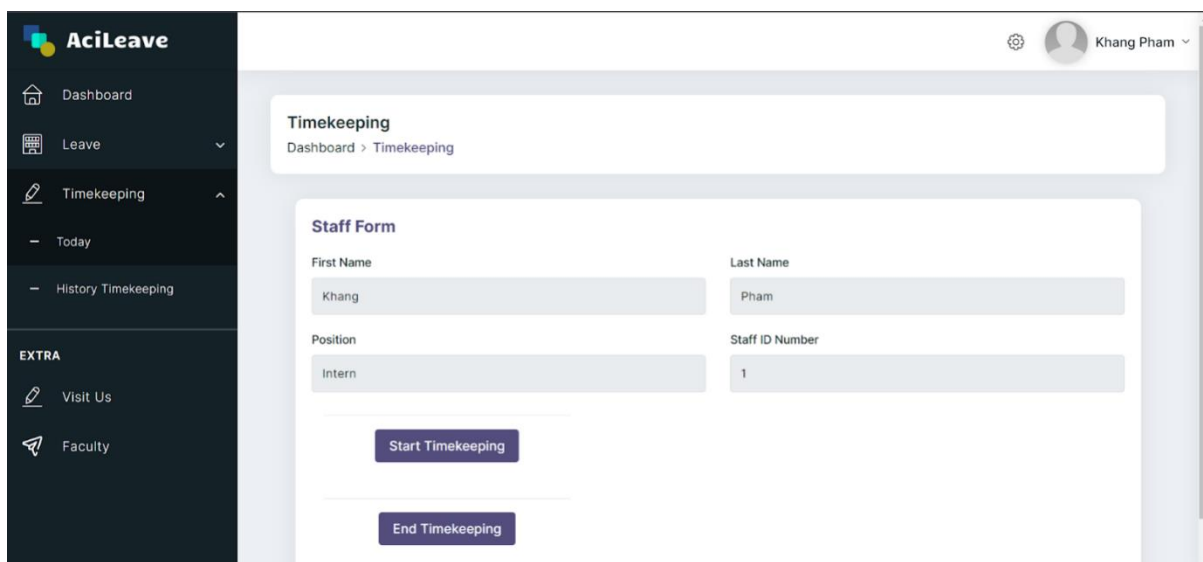 AciLeave
Khang Pham
Dashboard
Leave
Timekeeping
Today
History Timekeeping
EXTRA
Visit Us
Faculty
Timekeeping
Dashboard > Timekeeping
Staff Form
First Name
Last Name
Khang
Pham
Position
Staff ID Number
Intern
1
Start Timekeeping
End Timekeeping